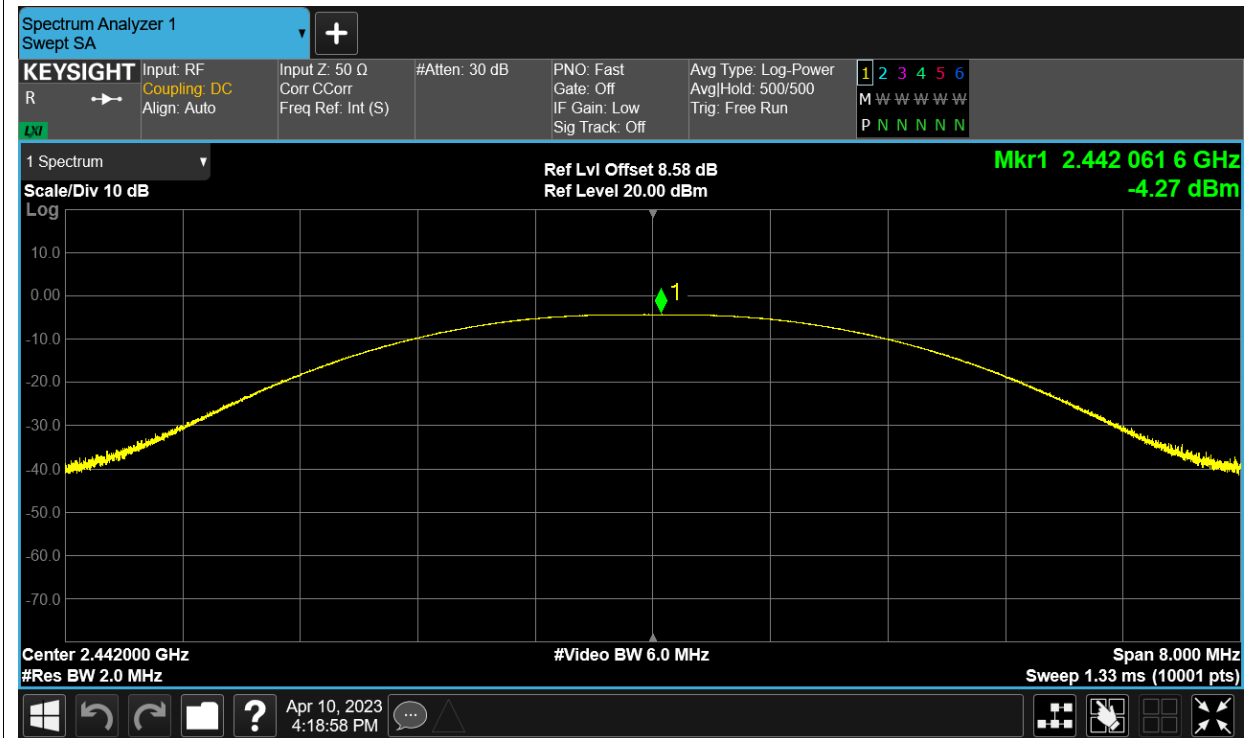 Spectrum Analyzer 1
Swept SA
KEYSIGHT
R
LXI
Input: RF
Coupling: DC
Align: Auto
Input Z: 50 Ω
Corr CCorr
Freq Ref: Int (S)
#Atten: 30 dB
PNO: Fast
Gate: Off
IF Gain: Low
Sig Track: Off
Avg Type: Log-Power
Avg|Hold: 500/500
Trig: Free Run
1 2 3 4 5 6
M W W W W W
P N N N N N
1 Spectrum
Scale/Div 10 dB
Log
Ref Lvl Offset 8.58 dB
Ref Level 20.00 dBm
Mkr1 2.442 061 6 GHz
-4.27 dBm
10.0
0.00
-10.0
-20.0
-30.0
-40.0
-50.0
-60.0
-70.0
1
Center 2.442000 GHz
#Res BW 2.0 MHz
#Video BW 6.0 MHz
Span 8.000 MHz
Sweep 1.33 ms (10001 pts)
?
Apr 10, 2023
4:18:58 PM